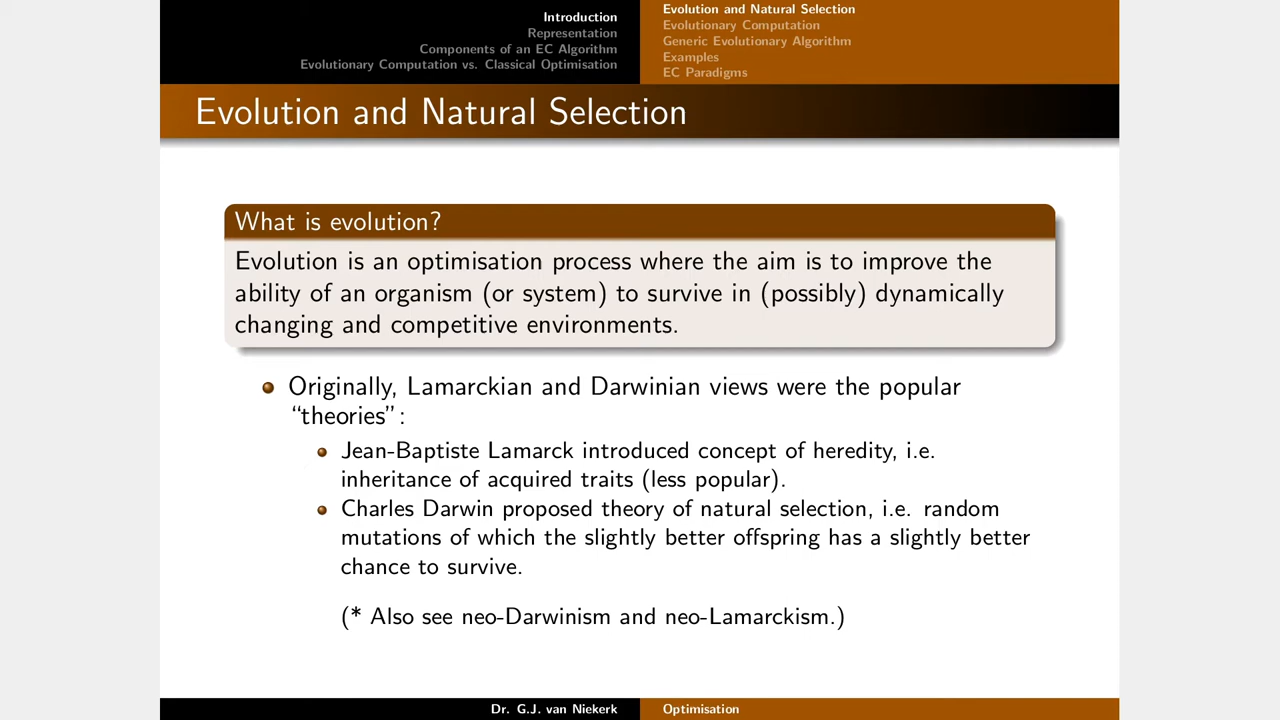 Introduction
Representation
Components of an EC Algorithm
Evolutionary Computation vs. Classical Optimisation
Evolution and Natural Selection
Evolutionary Computation
Generic Evolutionary Algorithm
Examples
EC Paradigms
Evolution and Natural Selection
What is evolution?
Evolution is an optimisation process where the aim is to improve the
ability of an organism (or system) to survive in (possibly) dynamically
changing and competitive environments.
Originally, Lamarckian and Darwinian views were the popular
“theories”:
Jean-Baptiste Lamarck introduced concept of heredity, i.e.
inheritance of acquired traits (less popular).
Charles Darwin proposed theory of natural selection, i.e. random
mutations of which the slightly better offspring has a slightly better
chance to survive.
(* Also see neo-Darwinism and neo-Lamarckism.)
Dr. G.J. van Niekerk
Optimisation